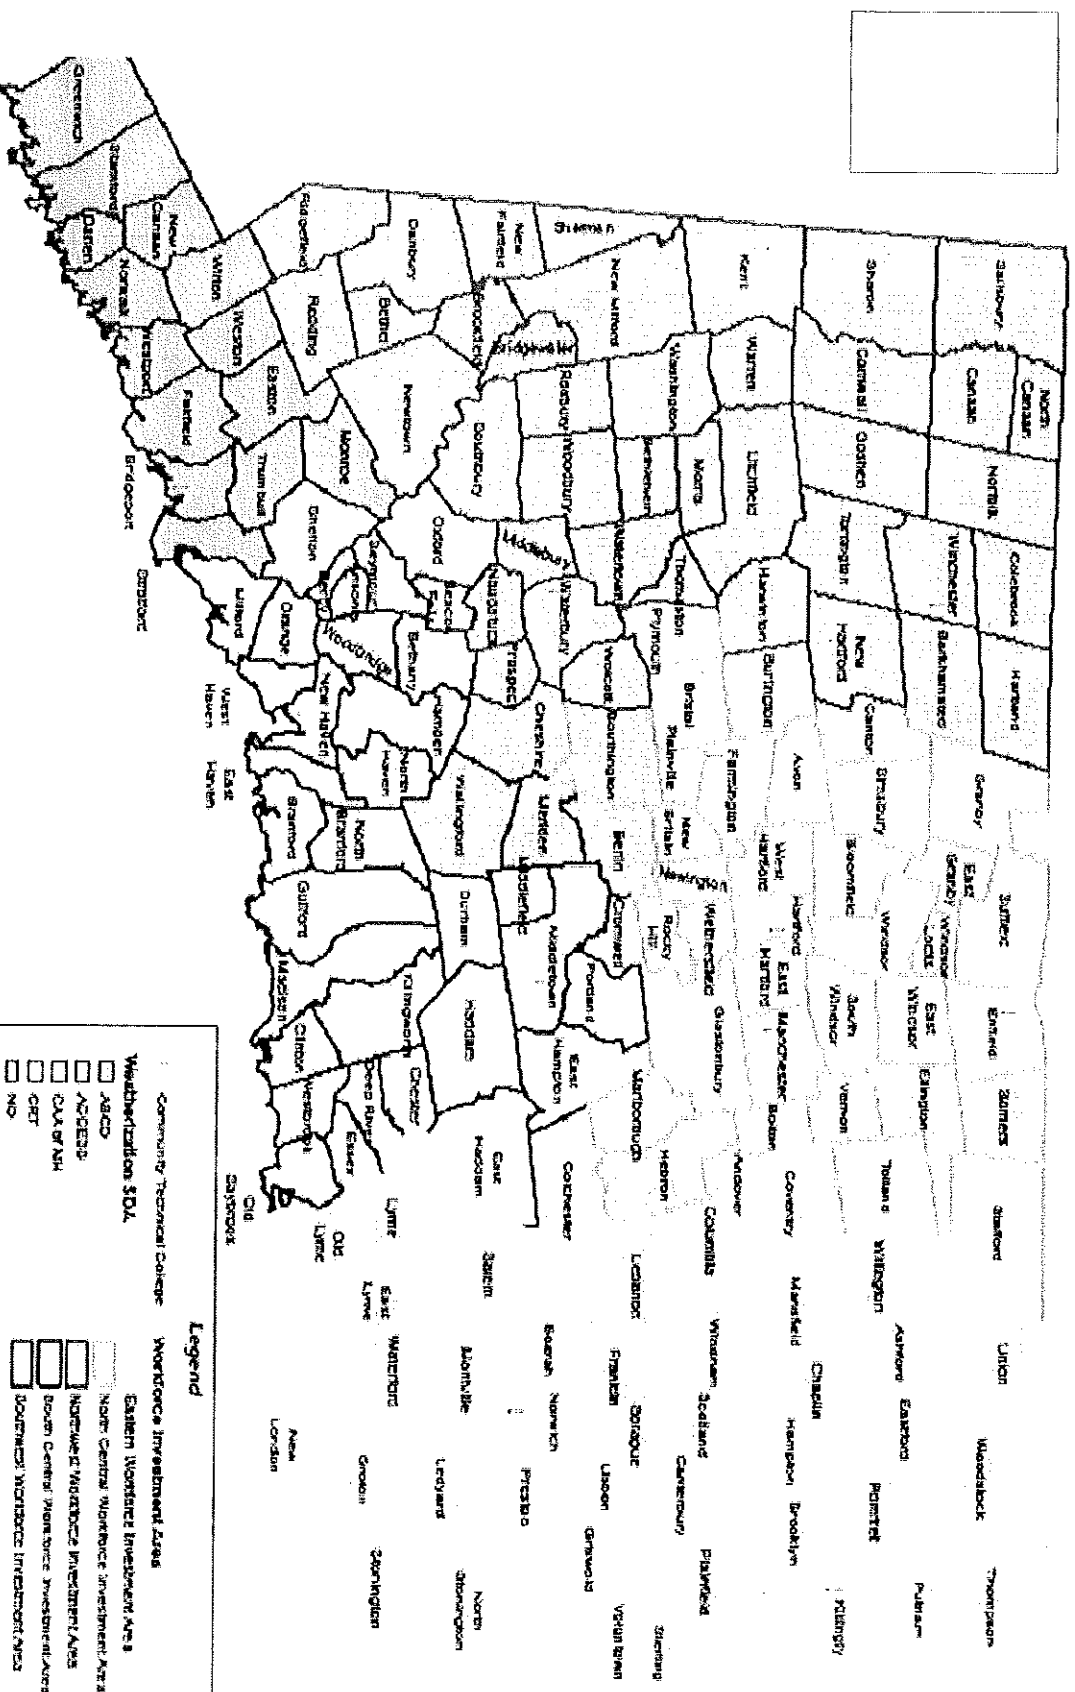 North
Canaan
Salisbury
Canaan
Norfolk
Colebrook
Hartland
Granby
Suffield
Enfield
Somers
Stafford
Union
Woodstock
Thompson
East
Granby
Windsor
Locks
East
Windsor
Ellington
Winchester
Barkhamsted
Sharon
Cornwall
Goshen
Torrington
New
Hartford
Canton
Simsbury
Bloomfield
Windsor
South
Windsor
Vernon
Tolland
Willington
Ashford
Eastford
Pomfret
Putnam
Killingly
Kent
Warren
Litchfield
Harwinton
Burlington
Avon
West
Hartford
Hartford
East
Hartford
Manchester
Bolton
Coventry
Mansfield
Chaplin
Hampton
Brooklyn
Farmington
Andover
Columbia
Windham
Scotland
Canterbury
Plainfield
Sterling
Sherman
New Milford
Washington
Morris
Bethlehem
Watertown
Thomaston
Plymouth
Bristol
Plainville
New
Britain
Newington
Wethersfield
Rocky
Hill
Glastonbury
Marlborough
Hebron
Lebanon
Franklin
Sprague
Lisbon
Griswold
Voluntown
New
Fairfield
Brookfield
Bridgewater
Roxbury
Woodbury
Middlebury
Waterbury
Wolcott
Southington
Berlin
Cromwell
Portland
East
Hampton
Colchester
Bozrah
Norwich
Preston
Danbury
Bethel
Newtown
Southbury
Oxford
Naugatuck
Beacon
Falls
Prospect
Cheshire
Meriden
Middlefield
Middletown
Wallingford
Durham
Haddam
East
Haddam
Salem
Montville
Ledyard
North
Stonington
Ridgefield
Redding
Monroe
Seymour
Bethany
Woodbridge
Hamden
North
Haven
Killingworth
Chester
Deep River
Essex
Lyme
East
Lyme
Waterford
Groton
Stonington
Wilton
Weston
Easton
Trumbull
Shelton
Orange
New Haven
North
Branford
Branford
Guilford
Madison
Clinton
Westbrook
Old
Saybrook
Old
Lyme
New
London
New
Canaan
Stamford
Greenwich
Darien
Norwalk
Westport
Fairfield
Bridgeport
Stratford
Milford
West
Haven
East
Haven
Legend
Community Technical College
Weatherization SDA
ABCD
ACCESS
CAA of NH
CRT
NO
Workforce Investment Area
Eastern Workforce Investment Area
North Central Workforce Investment Area
Northwest Workforce Investment Area
South Central Workforce Investment Area
Southwest Workforce Investment Area